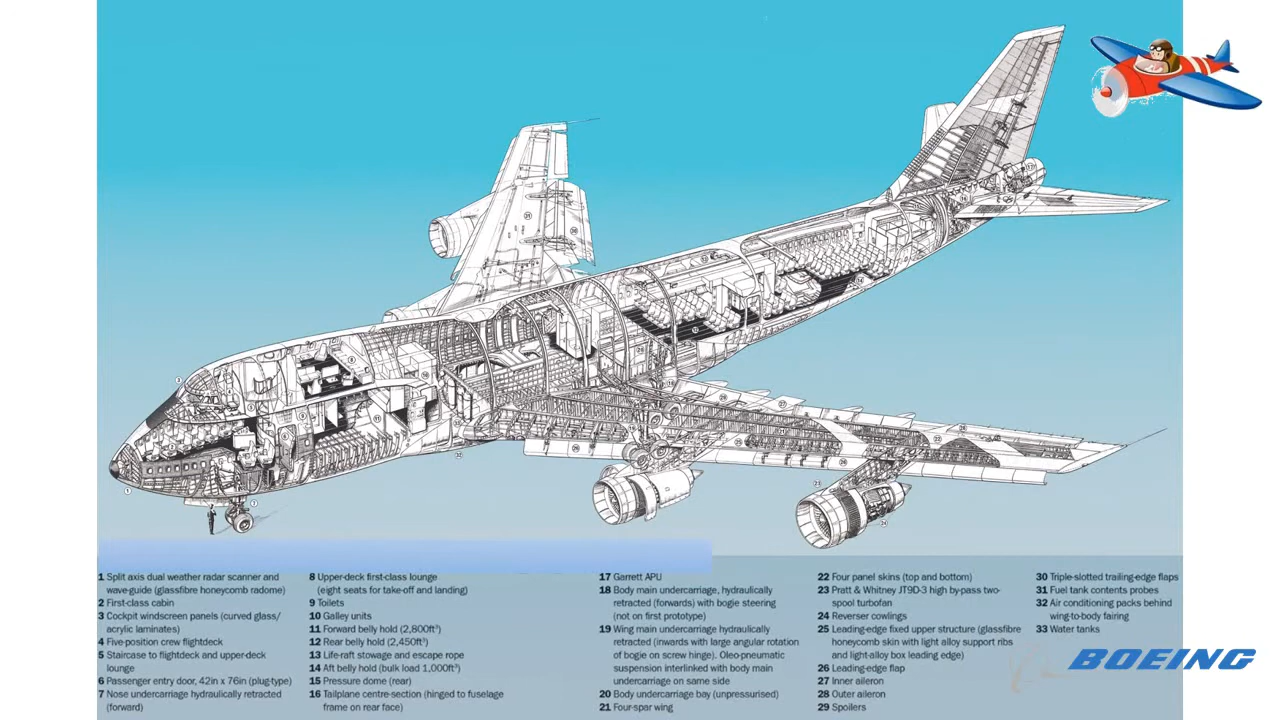 1 Split axis dual weather radar scanner and
wave-guide (glassfibre honeycomb radome)
2 First-class cabin
3 Cockpit windscreen panels (curved glass/
acrylic laminates)
4 Five-position crew flightdeck
5 Staircase to flightdeck and upper-deck
lounge
6 Passenger entry door, 42in x 76in (plug-type)
7 Nose undercarriage hydraulically retracted
(forward)
8 Upper-deck first-class lounge
(eight seats for take-off and landing)
9 Toilets
10 Galley units
11 Forward belly hold (2,800ft³)
12 Rear belly hold (2,450ft³)
13 Life-raft stowage and escape rope
14 Aft belly hold (bulk load 1,000ft³)
15 Pressure dome (rear)
16 Tailplane centre-section (hinged to fuselage
frame on rear face)
17 Garrett APU
18 Body main undercarriage, hydraulically
retracted (forwards) with bogie steering
(not on first prototype)
19 Wing main undercarriage hydraulically
retracted (inwards with large angular rotation
of bogie on screw hinge). Oleo-pneumatic
suspension interlinked with body main
undercarriage on same side
20 Body undercarriage bay (unpressurised)
21 Four-spar wing
22 Four panel skins (top and bottom)
23 Pratt & Whitney JT9D-3 high by-pass two-
spool turbofan
24 Reverser cowlings
25 Leading-edge fixed upper structure (glassfibre
honeycomb skin with light alloy support ribs
and light-alloy box leading edge)
26 Leading-edge flap
27 Inner aileron
28 Outer aileron
29 Spoilers
30 Triple-slotted trailing-edge flaps
31 Fuel tank contents probes
32 Air conditioning packs behind
wing-to-body fairing
33 Water tanks
BOEING